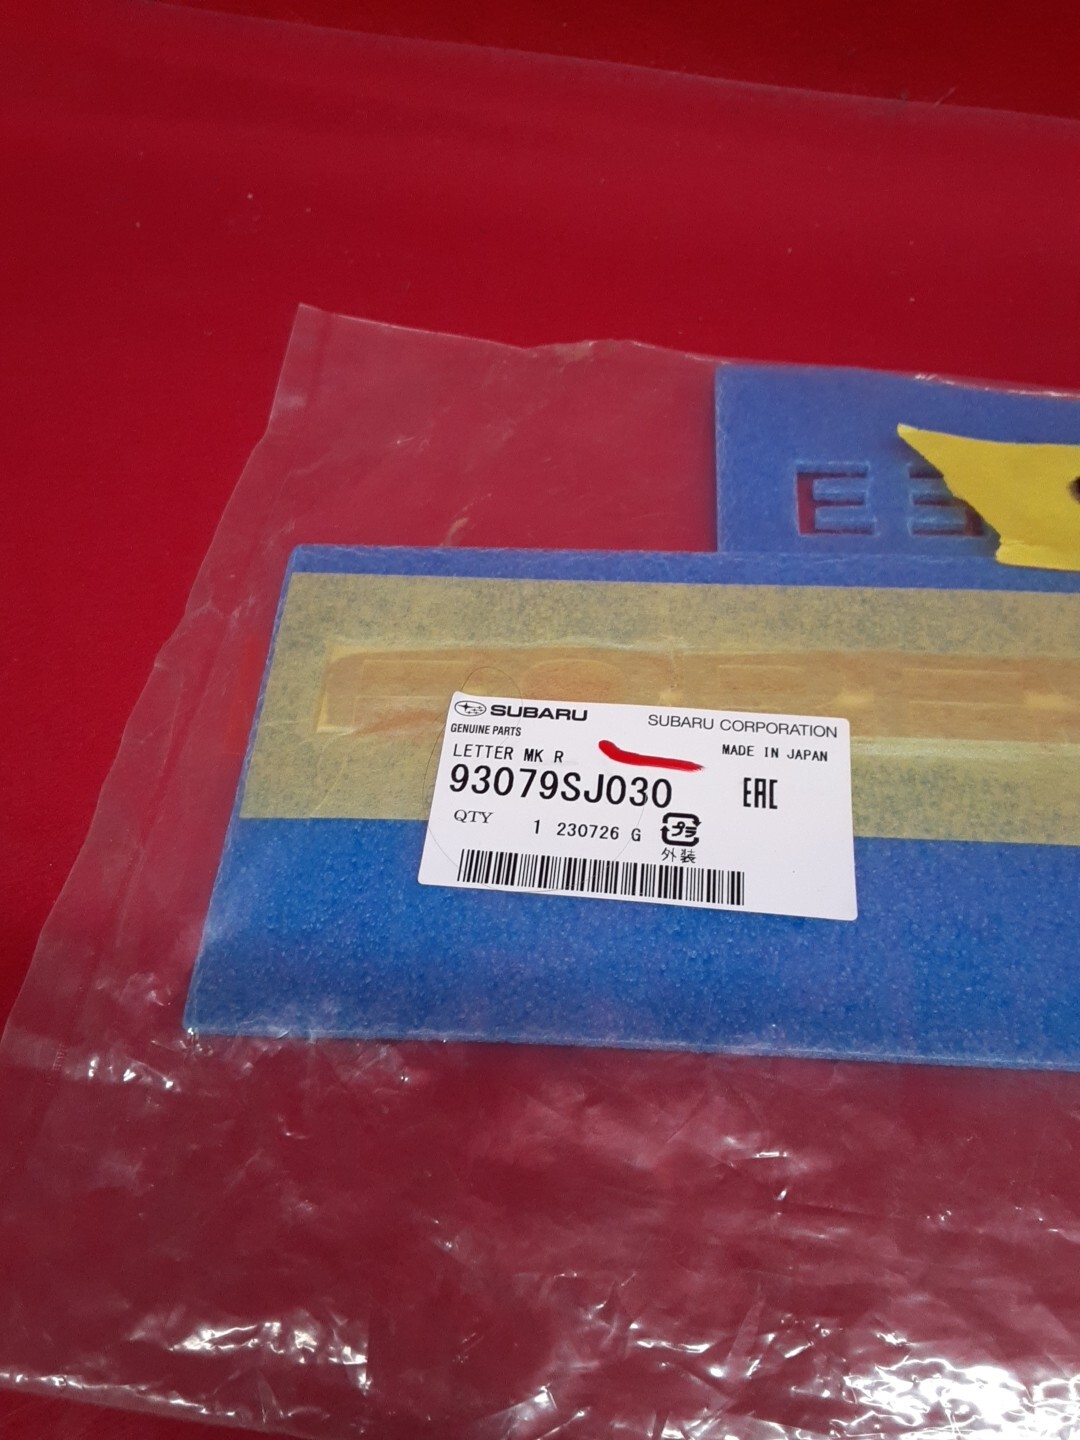 SUBARU
SUBARU CORPORATION
GENUINE PARTS
LETTER MK R
MADE IN JAPAN
93079SJ030
EAC
QTY 1 230726 G プラ
外装